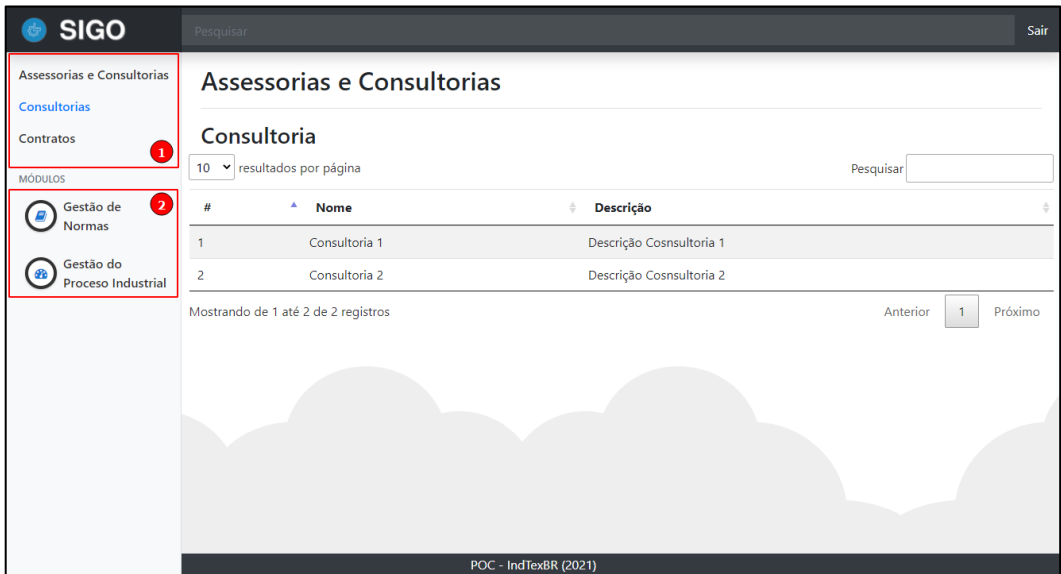 SIGO
Pesquisar
Sair
Assessorias e Consultorias
Consultorias
Contratos
1
MÓDULOS
2
Gestão de
Normas
Gestão do
Proceso Industrial
Assessorias e Consultorias
Consultoria
10 resultados por página
Pesquisar
# Nome Descrição
1 Consultoria 1 Descrição Cosnsultoria 1
2 Consultoria 2 Descrição Cosnsultoria 2
Mostrando de 1 até 2 de 2 registros
Anterior 1 Próximo
POC - IndTexBR (2021)